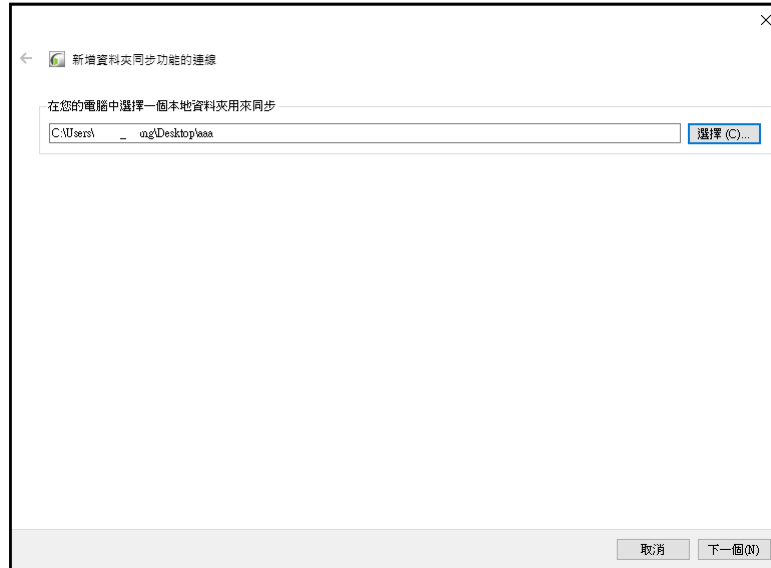 新增資料夾同步功能的連線
在您的電腦中選擇一個本地資料夾用來同步
C:\Users\ _ ng\Desktop\aaa 選擇 (C)...
取消 下一個(N)